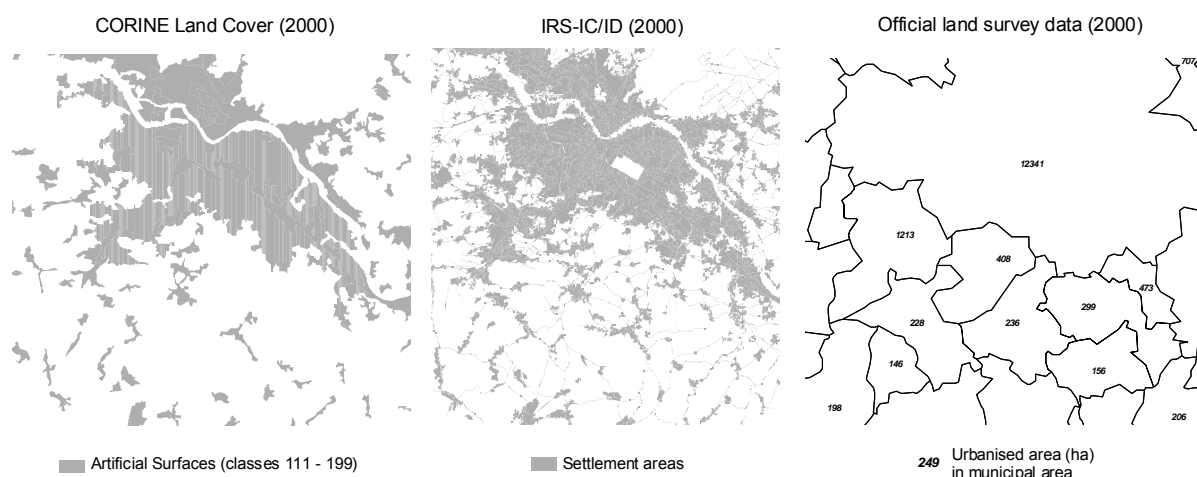 CORINE Land Cover (2000)
IRS-IC/ID (2000)
Official land survey data (2000)
707
12341
1213
408
473
299
228
236
146
156
198
206
Artificial Surfaces (classes 111 - 199)
Settlement areas
249 Urbanised area (ha)
in municipal area